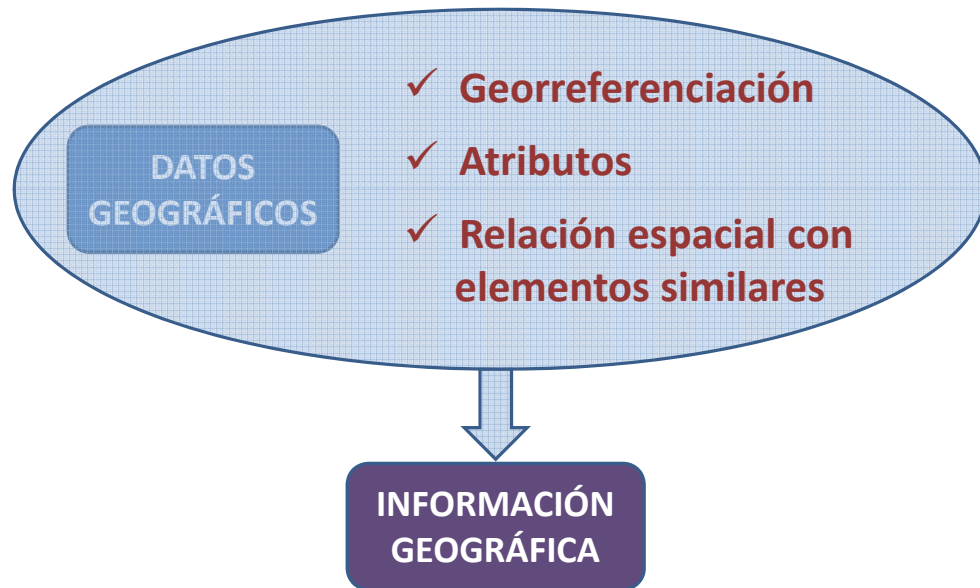 DATOS
GEOGRÁFICOS
✓ Georreferenciación
✓ Atributos
✓ Relación espacial con
elementos similares
INFORMACIÓN
GEOGRÁFICA